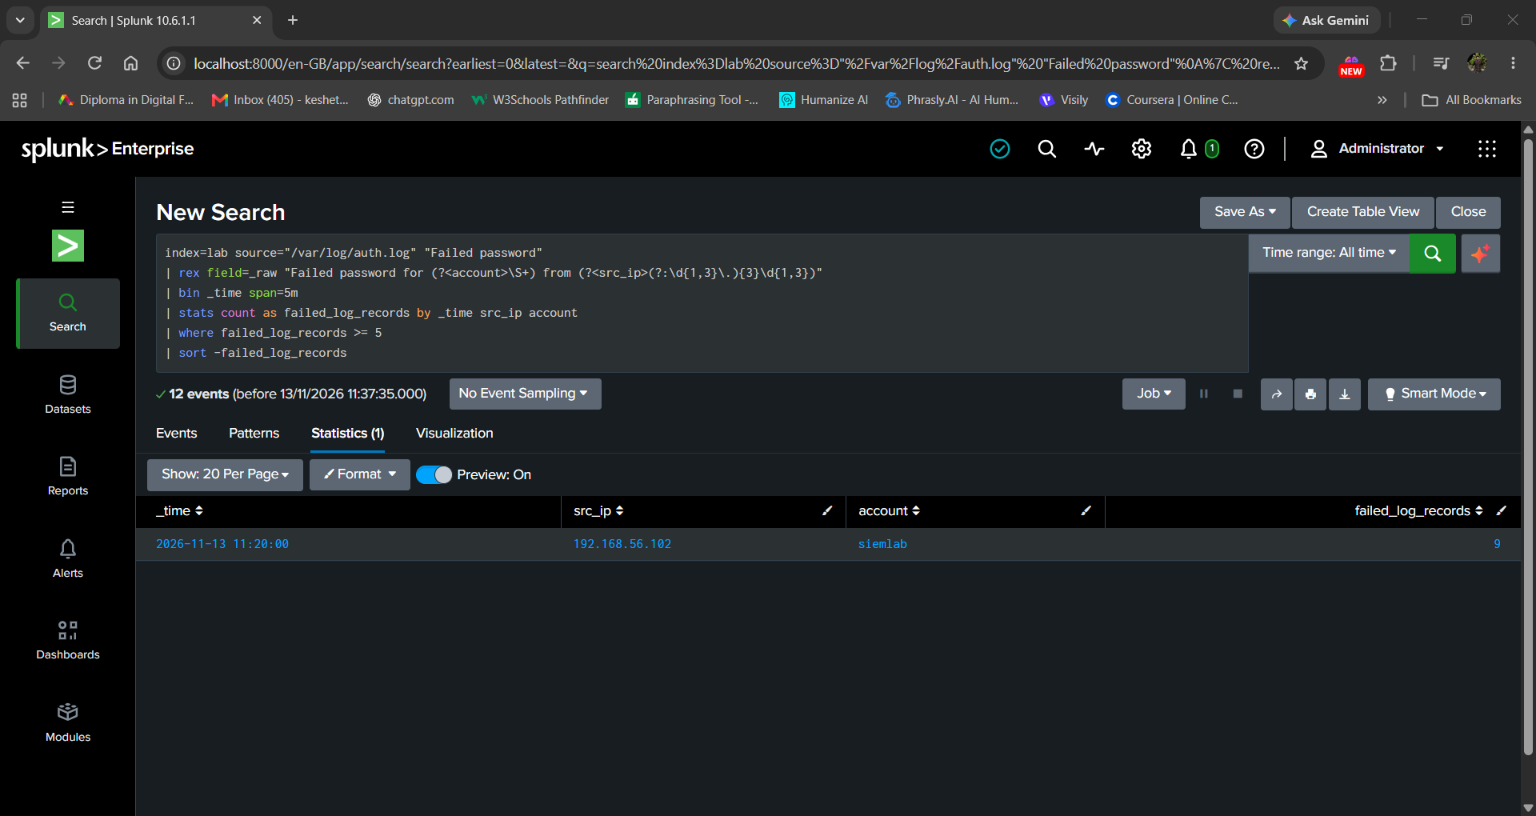 Search | Splunk 10.6.1.1
Ask Gemini
localhost:8000/en-GB/app/search/search?earliest=0&latest=&q=search%20index%3Dlab%20source%3D"%2Fvar%2Flog%2Fauth.log"%20"Failed%20password"%0A%7C%20re...
NEW
Diploma in Digital F...
Inbox (405) - keshet...
chatgpt.com
W3Schools Pathfinder
Paraphrasing Tool -...
Humanize AI
Phrasly.AI - AI Hum...
Visily
Coursera | Online C...
All Bookmarks
splunk> Enterprise
1
Administrator
New Search
Save As
Create Table View
Close
index=lab source="/var/log/auth.log" "Failed password"
| rex field=_raw "Failed password for (?<account>\S+) from (?<src_ip>(?:\d{1,3}\.){3}\d{1,3})"
| bin _time span=5m
| stats count as failed_log_records by _time src_ip account
| where failed_log_records >= 5
| sort -failed_log_records
Time range: All time
Search
Datasets
Reports
Alerts
Dashboards
Modules
12 events (before 13/11/2026 11:37:35.000)
No Event Sampling
Job
Smart Mode
Events
Patterns
Statistics (1)
Visualization
Show: 20 Per Page
Format
Preview: On
_time
src_ip
account
failed_log_records
2026-11-13 11:20:00
192.168.56.102
siemlab
9